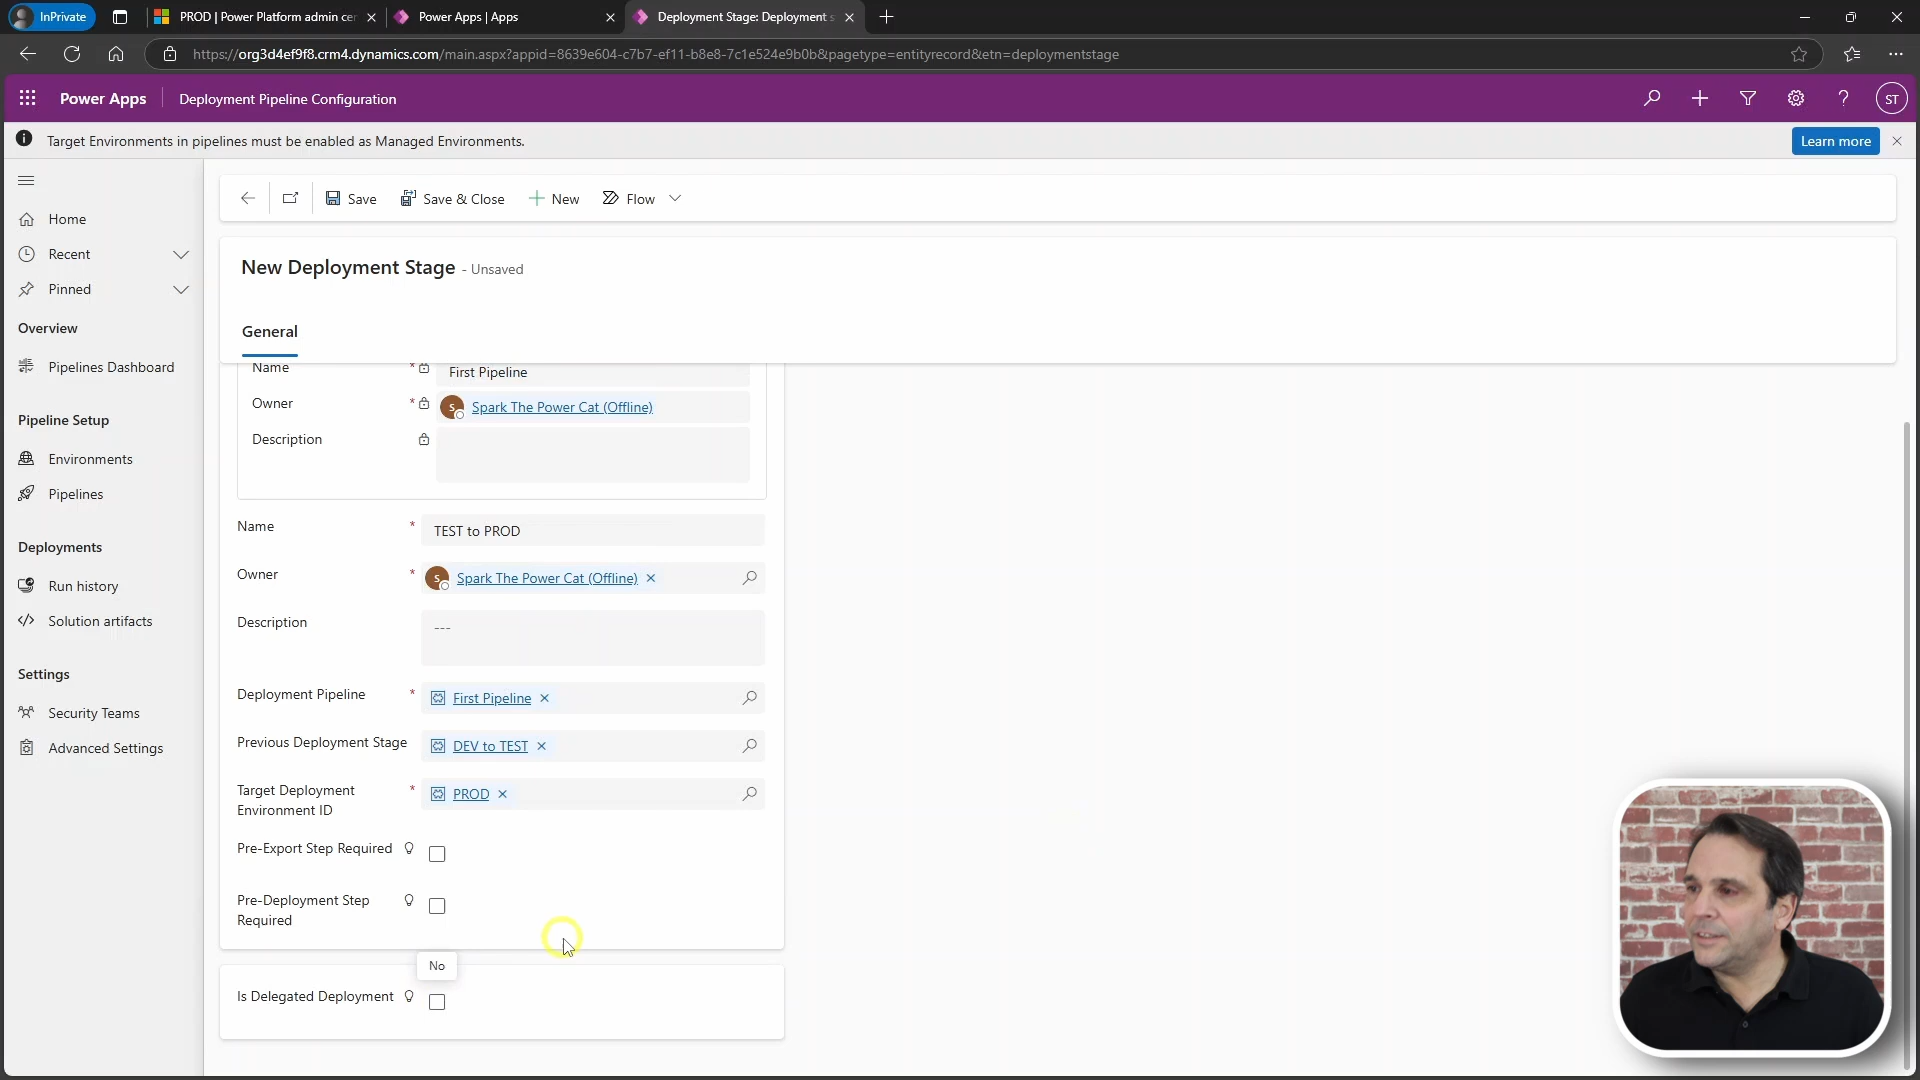 InPrivate
PROD | Power Platform admin cer
Power Apps | Apps
Deployment Stage: Deployment s
https://org3d4ef9f8.crm4.dynamics.com/main.aspx?appid=8639e604-c7b7-ef11-b8e8-7c1e524e9b0b&pagetype=entityrecord&etn=deploymentstage
Power Apps
Deployment Pipeline Configuration
ST
Target Environments in pipelines must be enabled as Managed Environments.
Learn more
Save
Save & Close
New
Flow
Home
Recent
Pinned
Overview
Pipelines Dashboard
Pipeline Setup
Environments
Pipelines
Deployments
Run history
Solution artifacts
Settings
Security Teams
Advanced Settings
New Deployment Stage - Unsaved
General
Name * First Pipeline
Owner * S Spark The Power Cat (Offline)
Description
Name * TEST to PROD
Owner * S Spark The Power Cat (Offline)
Description ---
Deployment Pipeline * First Pipeline
Previous Deployment Stage DEV to TEST
Target Deployment * PROD
Environment ID
Pre-Export Step Required
Pre-Deployment Step
Required
No
Is Delegated Deployment